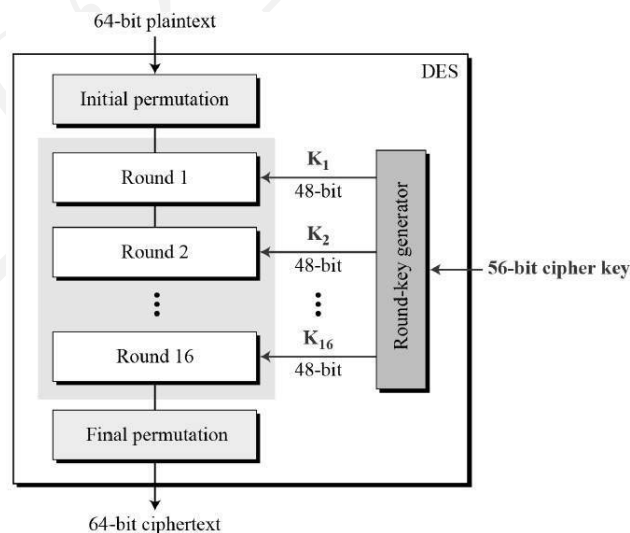 64-bit plaintext
DES
Initial permutation
Round 1
K1
48-bit
Round 2
K2
48-bit
Round-key generator
56-bit cipher key
Round 16
K16
48-bit
Final permutation
64-bit ciphertext